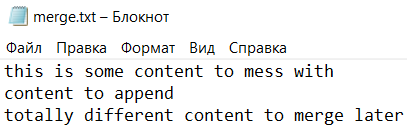 merge.txt – Блокнот
Файл Правка Формат Вид Справка
this is some content to mess with
content to append
totally different content to merge later